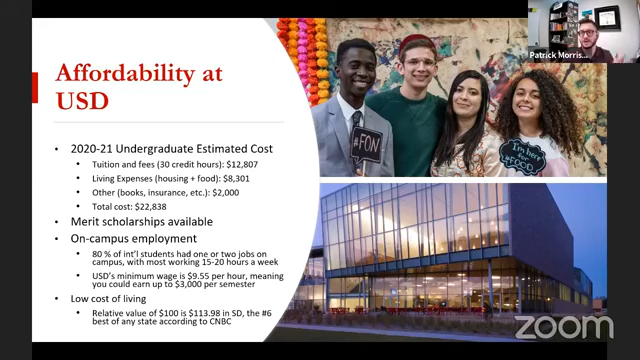 Affordability at
USD
• 2020-21 Undergraduate Estimated Cost
• Tuition and fees (30 credit hours): $12,807
• Living Expenses (housing + food): $8,301
• Other (books, insurance, etc.): $2,000
• Total cost: $22,838
• Merit scholarships available
• On-campus employment
• 80 % of int'l students had one or two jobs on
campus, with most working 15-20 hours a week
• USD's minimum wage is $9.55 per hour, meaning
you could earn up to $3,000 per semester
• Low cost of living
• Relative value of $100 is $113.98 in SD, the #6
best of any state according to CNBC
#FON
I'm here
for
#FOOD
Patrick Morris...
zoom